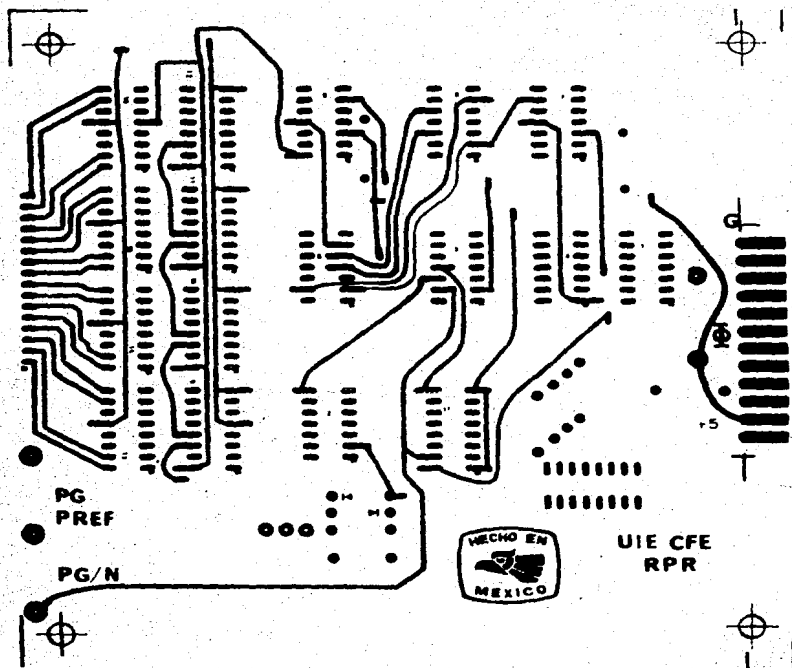 G
+5
T
PG
PREF
PG/N
HECHO EN
MEXICO
UIE CFE
RPR